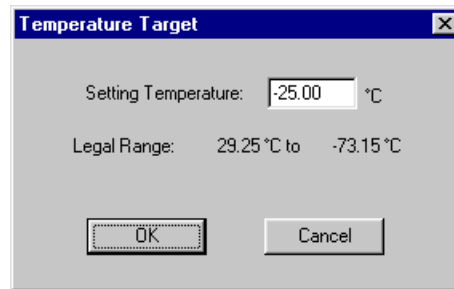 Temperature Target
Setting Temperature: -25.00 °C
Legal Range: 29.25 °C to -73.15 °C
OK Cancel